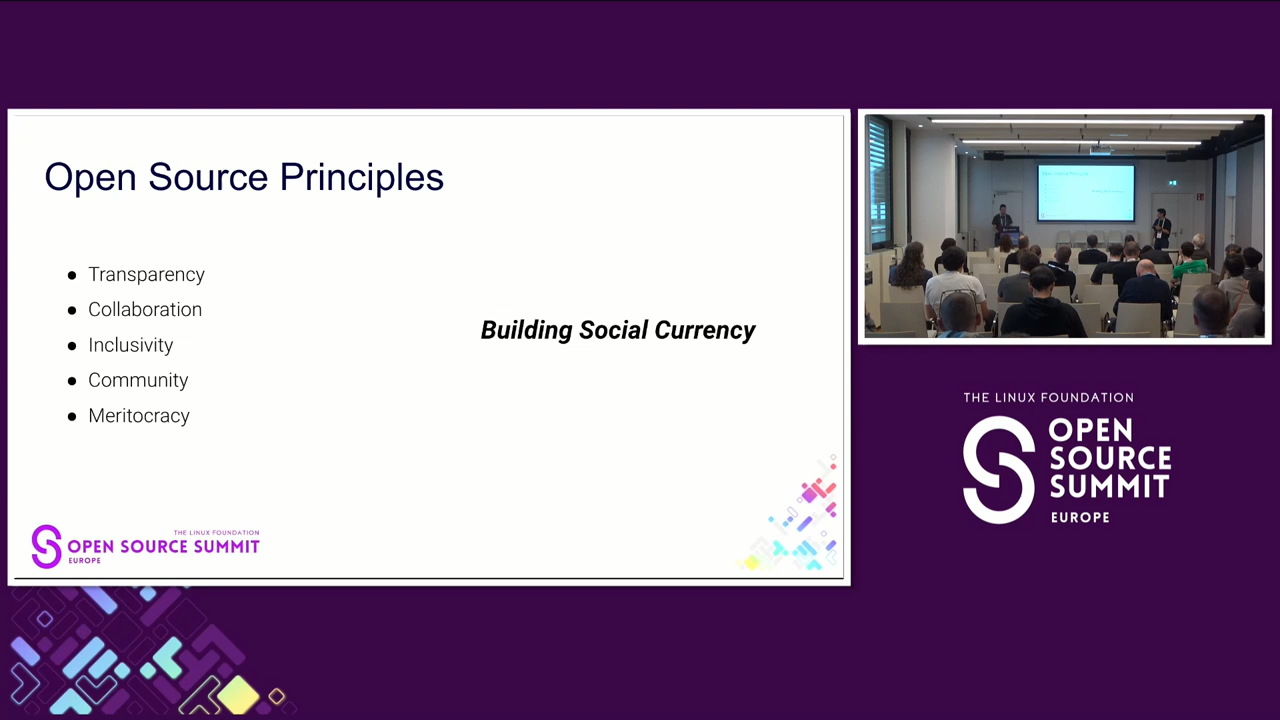 Open Source Principles
Transparency
Collaboration
Inclusivity
Community
Meritocracy
Building Social Currency
THE LINUX FOUNDATION
OPEN SOURCE SUMMIT
EUROPE
THE LINUX FOUNDATION
OPEN
SOURCE
SUMMIT
EUROPE